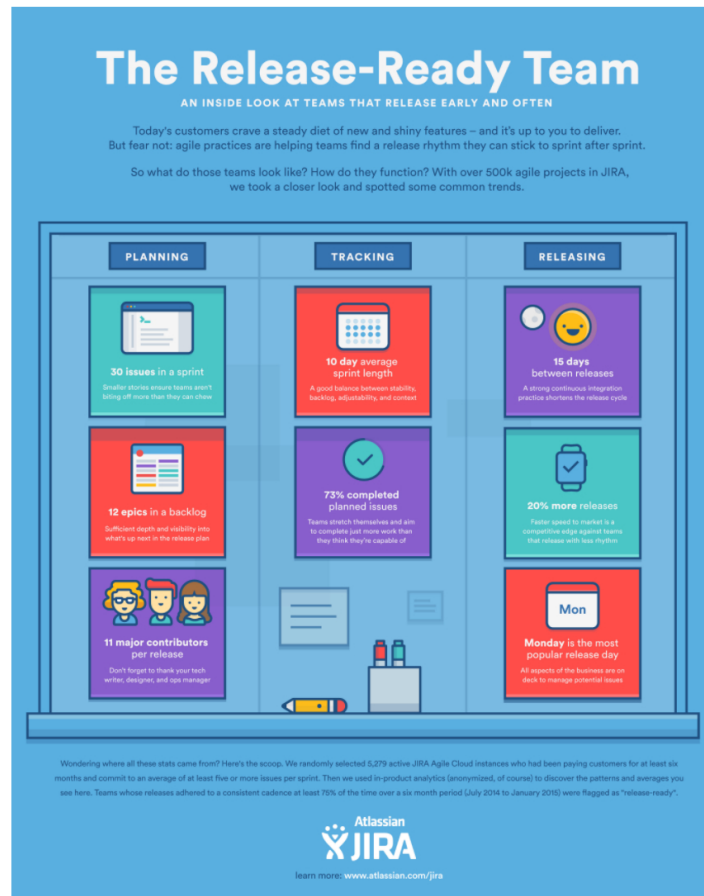 The Release-Ready Team
AN INSIDE LOOK AT TEAMS THAT RELEASE EARLY AND OFTEN
Today's customers crave a steady diet of new and shiny features – and it's up to you to deliver.
But fear not: agile practices are helping teams find a release rhythm they can stick to sprint after sprint.
So what do those teams look like? How do they function? With over 500k agile projects in JIRA,
we took a closer look and spotted some common trends.
PLANNING
30 issues in a sprint
Smaller stories ensure teams aren't
biting off more than they can chew
12 epics in a backlog
Sufficient depth and visibility into
what's up next in the release plan
11 major contributors
per release
Don't forget to thank your tech
writer, designer, and ops manager
TRACKING
10 day average
sprint length
A good balance between stability,
backlog, adjustability, and context
73% completed
planned issues
Teams stretch themselves and aim
to complete just more work than
they think they're capable of
RELEASING
15 days
between releases
A strong continuous integration
practice shortens the release cycle
20% more releases
Faster speed to market is a
competitive edge against teams
that release with less rhythm
Mon
Monday is the most
popular release day
All aspects of the business are on
deck to manage potential issues
Wondering where all these stats came from? Here's the scoop. We randomly selected 5,279 active JIRA Agile Cloud instances who had been paying customers for at least six
months and commit to an average of at least five or more issues per sprint. Then we used in-product analytics (anonymized, of course) to discover the patterns and averages you
see here. Teams whose releases adhered to a consistent cadence at least 75% of the time over a six month period (July 2014 to January 2015) were flagged as "release-ready".
Atlassian
JIRA
learn more: www.atlassian.com/jira